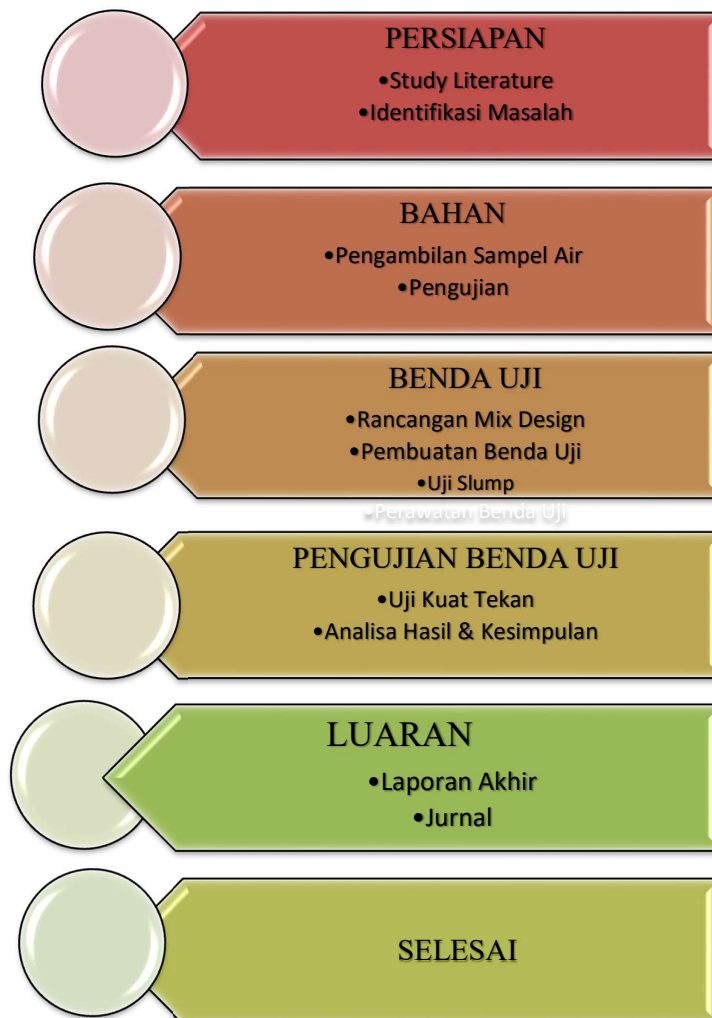 PERSIAPAN
•Study Literature
•Identifikasi Masalah
BAHAN
•Pengambilan Sampel Air
•Pengujian
BENDA UJI
•Rancangan Mix Design
•Pembuatan Benda Uji
•Uji Slump
•Perawatan Benda Uji
PENGUJIAN BENDA UJI
•Uji Kuat Tekan
•Analisa Hasil & Kesimpulan
LUARAN
•Laporan Akhir
•Jurnal
SELESAI